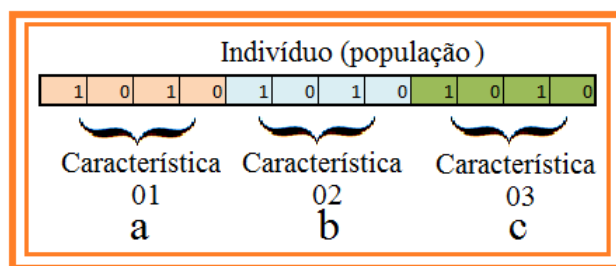 Indivíduo (população )
1 0 1 0 1 0 1 0 1 0 1 0
Característica Característica Característica
01 02 03
a b c